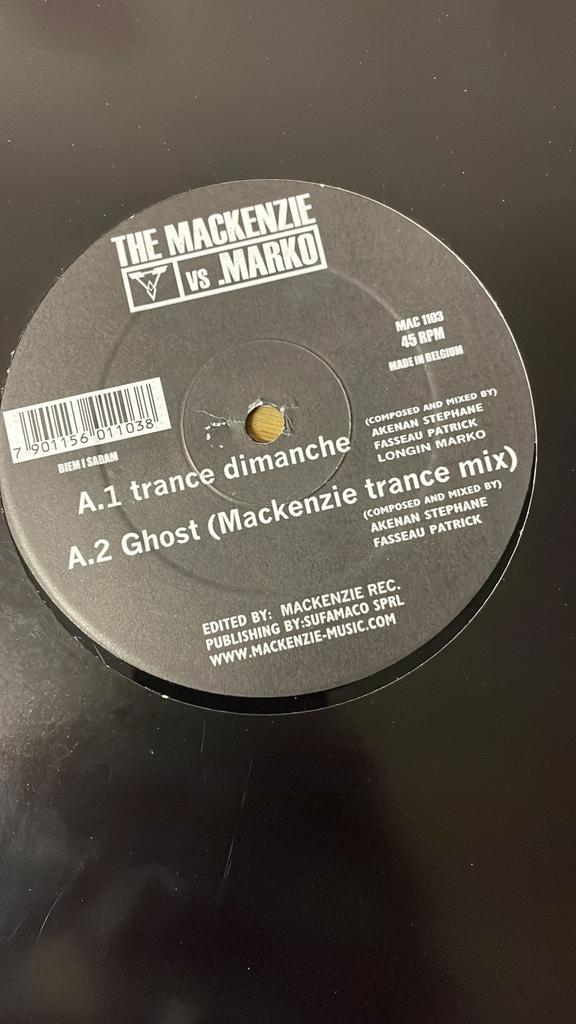 THE MACKENZIE
VS .MARKO
MAC 1103
45 RPM
MADE IN BELGIUM
7 901156 011038
BIEM I SABAM
A.1 trance dimanche
(COMPOSED AND MIXED BY)
AKENAN STEPHANE
FASSEAU PATRICK
LONGIN MARKO
A.2 Ghost (Mackenzie trance mix)
(COMPOSED AND MIXED BY)
AKENAN STEPHANE
FASSEAU PATRICK
EDITED BY: MACKENZIE REC.
PUBLISHING BY:SUFAMACO SPRL
WWW.MACKENZIE-MUSIC.COM